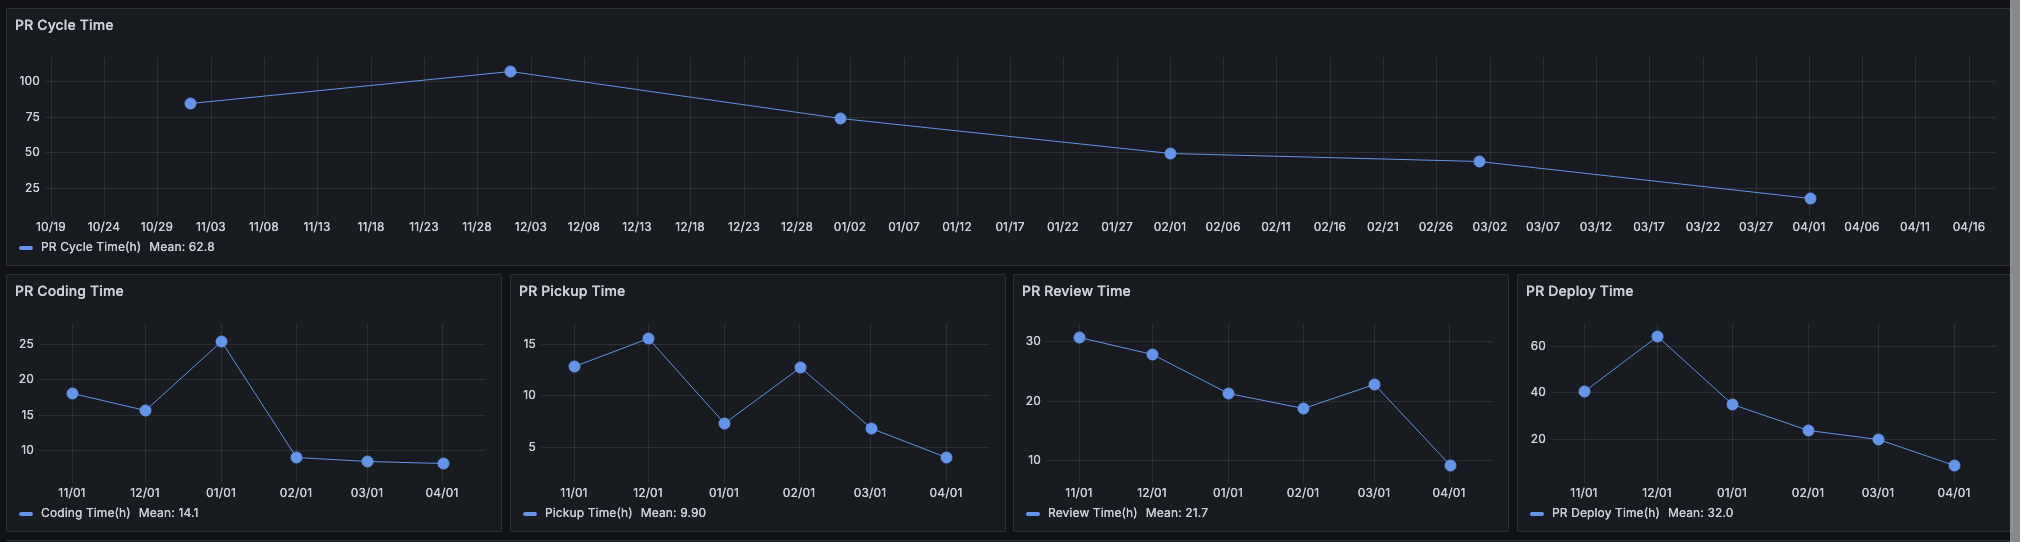 PR Cycle Time
100
75
50
25
10/19 10/24 10/29 11/03 11/08 11/13 11/18 11/23 11/28 12/03 12/08 12/13 12/18 12/23 12/28 01/02 01/07 01/12 01/17 01/22 01/27 02/01 02/06 02/11 02/16 02/21 02/26 03/02 03/07 03/12 03/17 03/22 03/27 04/01 04/06 04/11 04/16
PR Cycle Time(h) Mean: 62.8
PR Coding Time
25
20
15
10
11/01 12/01 01/01 02/01 03/01 04/01
Coding Time(h) Mean: 14.1
PR Pickup Time
15
10
5
11/01 12/01 01/01 02/01 03/01 04/01
Pickup Time(h) Mean: 9.90
PR Review Time
30
20
10
11/01 12/01 01/01 02/01 03/01 04/01
Review Time(h) Mean: 21.7
PR Deploy Time
60
40
20
11/01 12/01 01/01 02/01 03/01 04/01
PR Deploy Time(h) Mean: 32.0